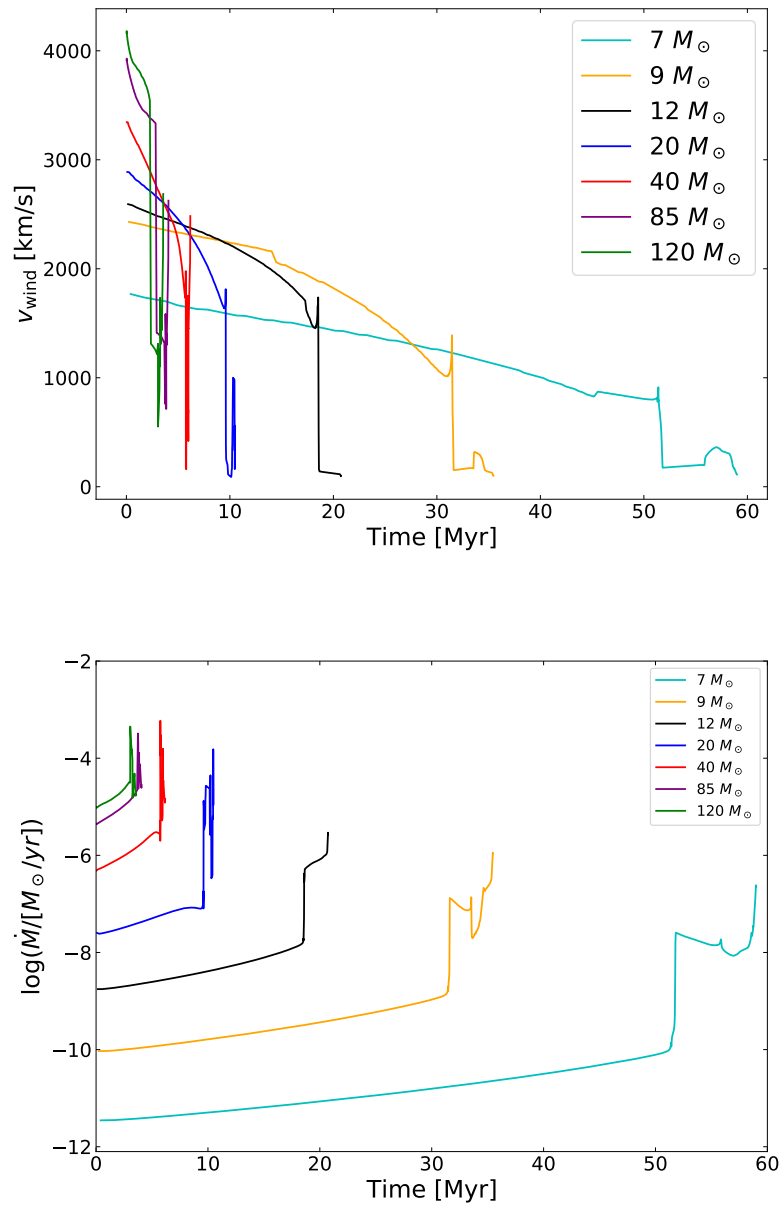 4000
3000
2000
1000
0
v_wind [km/s]
7 M⊙
9 M⊙
12 M⊙
20 M⊙
40 M⊙
85 M⊙
120 M⊙
0 10 20 30 40 50 60
Time [Myr]
−2
−4
−6
−8
−10
−12
log(Ṁ/[M⊙/yr])
7 M⊙
9 M⊙
12 M⊙
20 M⊙
40 M⊙
85 M⊙
120 M⊙
0 10 20 30 40 50 60
Time [Myr]